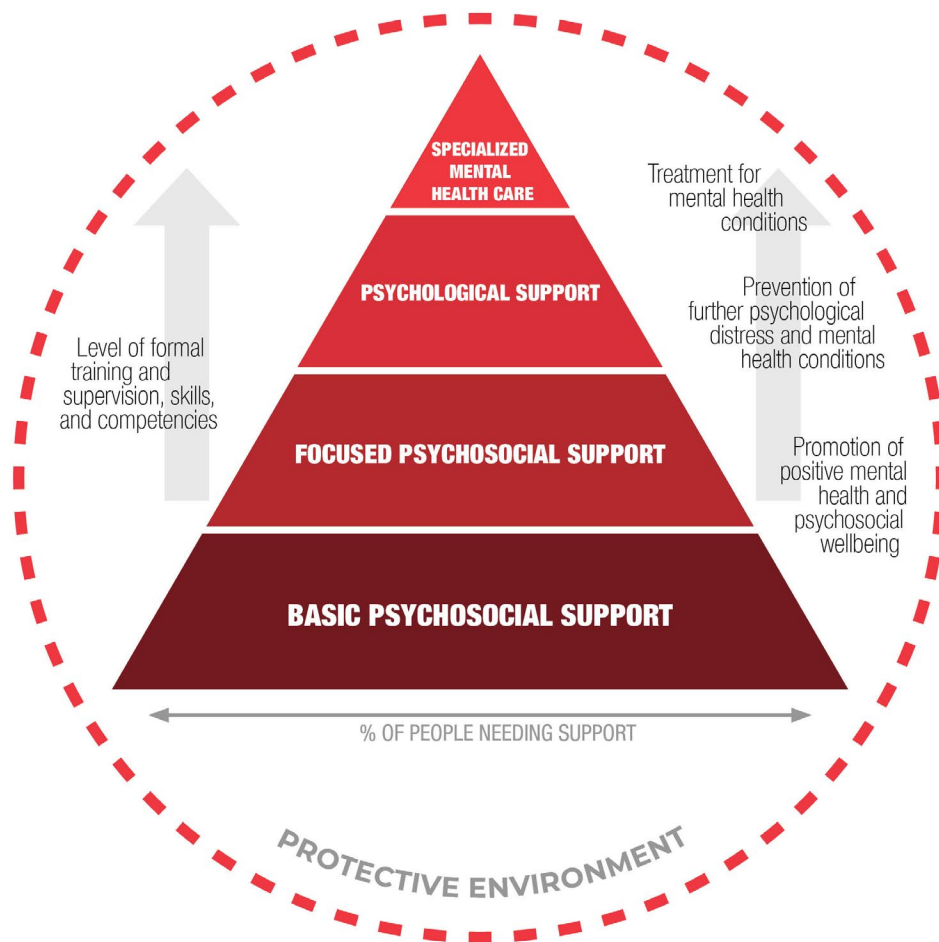 SPECIALIZED
MENTAL
HEALTH CARE
PSYCHOLOGICAL SUPPORT
FOCUSED PSYCHOSOCIAL SUPPORT
BASIC PSYCHOSOCIAL SUPPORT
Level of formal
training and
supervision, skills,
and competencies
Treatment for
mental health
conditions
Prevention of
further psychological
distress and mental
health conditions
Promotion of
positive mental
health and
psychosocial
wellbeing
% OF PEOPLE NEEDING SUPPORT
PROTECTIVE ENVIRONMENT